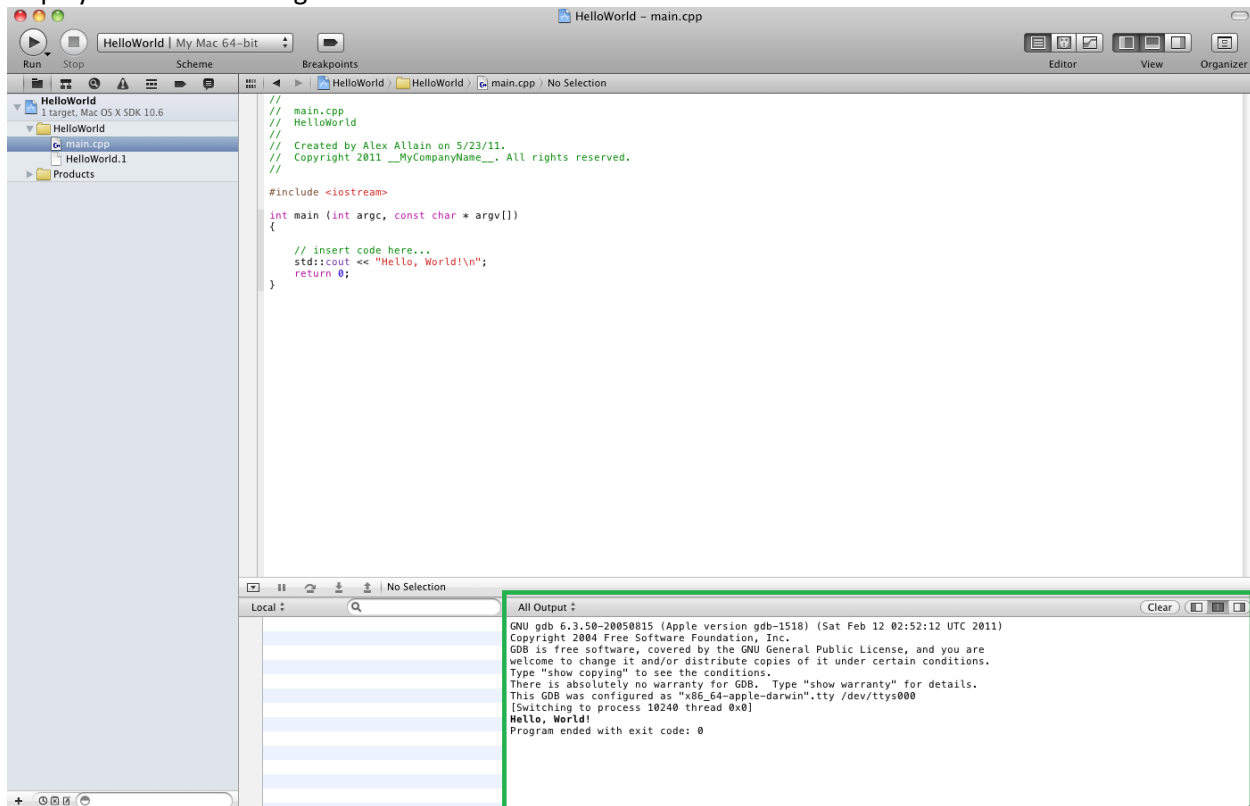 HelloWorld – main.cpp
HelloWorld | My Mac 64-bit
Run Stop Scheme Breakpoints Editor View Organizer
HelloWorld HelloWorld main.cpp No Selection
HelloWorld
1 target, Mac OS X SDK 10.6
HelloWorld
main.cpp
HelloWorld.1
Products
//
// main.cpp
// HelloWorld
//
// Created by Alex Allain on 5/23/11.
// Copyright 2011 __MyCompanyName__. All rights reserved.
//
#include <iostream>
int main (int argc, const char * argv[])
{
// insert code here...
std::cout << "Hello, World!\n";
return 0;
}
No Selection
Local
All Output
Clear
GNU gdb 6.3.50-20050815 (Apple version gdb-1518) (Sat Feb 12 02:52:12 UTC 2011)
Copyright 2004 Free Software Foundation, Inc.
GDB is free software, covered by the GNU General Public License, and you are
welcome to change it and/or distribute copies of it under certain conditions.
Type "show copying" to see the conditions.
There is absolutely no warranty for GDB.  Type "show warranty" for details.
This GDB was configured as "x86_64-apple-darwin".tty /dev/ttys000
[Switching to process 10240 thread 0x0]
Hello, World!
Program ended with exit code: 0